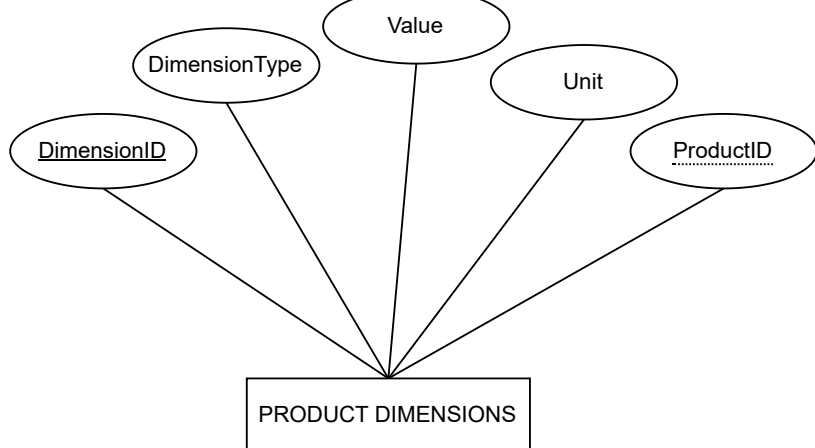 Value
DimensionType
Unit
DimensionID
ProductID
PRODUCT DIMENSIONS